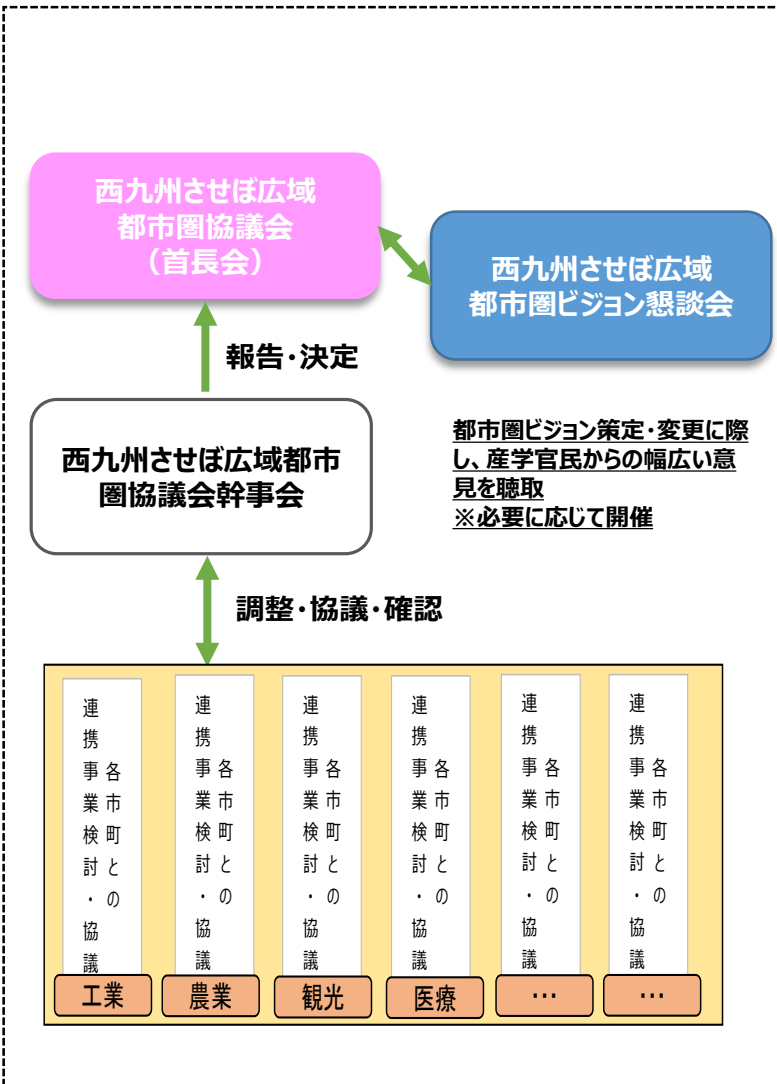 西九州させぼ広域
都市圏協議会
（首長会）
西九州させぼ広域
都市圏ビジョン懇談会
報告・決定
西九州させぼ広域都市
圏協議会幹事会
都市圏ビジョン策定・変更に際
し、産学官民からの幅広い意
見を聴取
※必要に応じて開催
調整・協議・確認
各市町との
連携事業検討・協議
工業
各市町との
連携事業検討・協議
農業
各市町との
連携事業検討・協議
観光
各市町との
連携事業検討・協議
医療
各市町との
連携事業検討・協議
…
各市町との
連携事業検討・協議
…